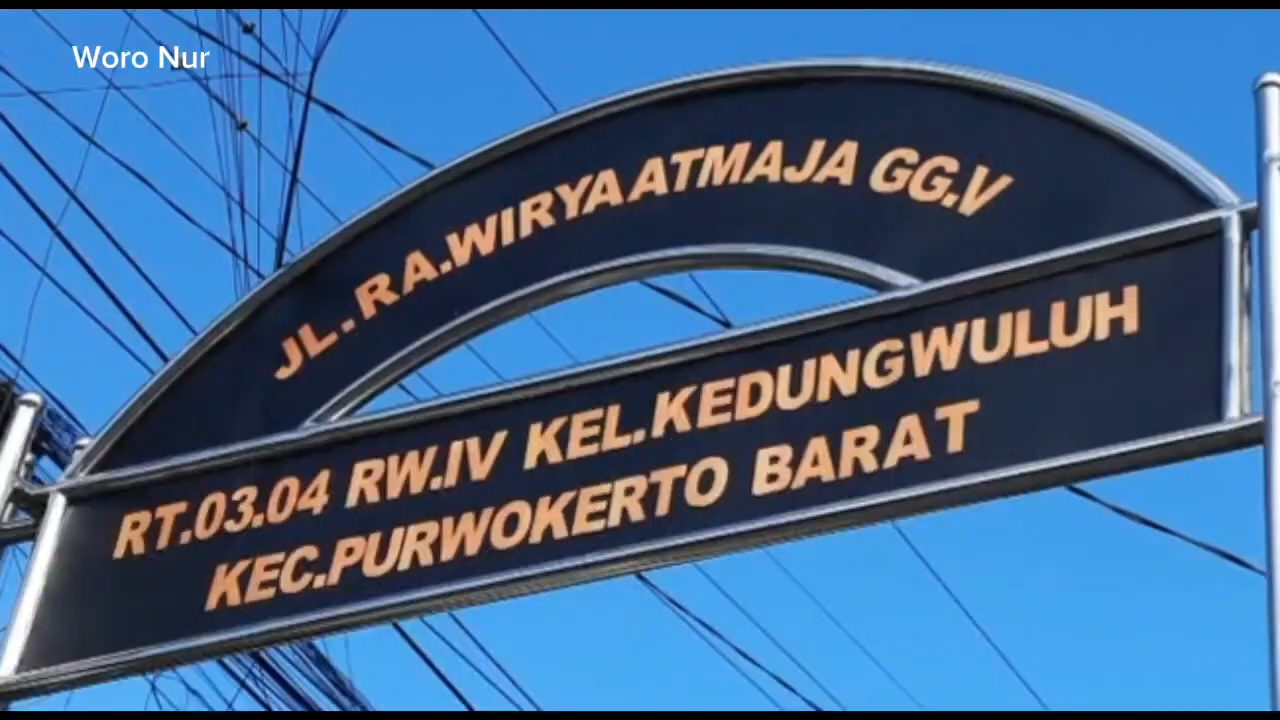 Woro Nur
JL. RA.WIRYAATMAJA GG.V
RT.03.04 RW.IV KEL.KEDUNGWULUH
KEC.PURWOKERTO BARAT